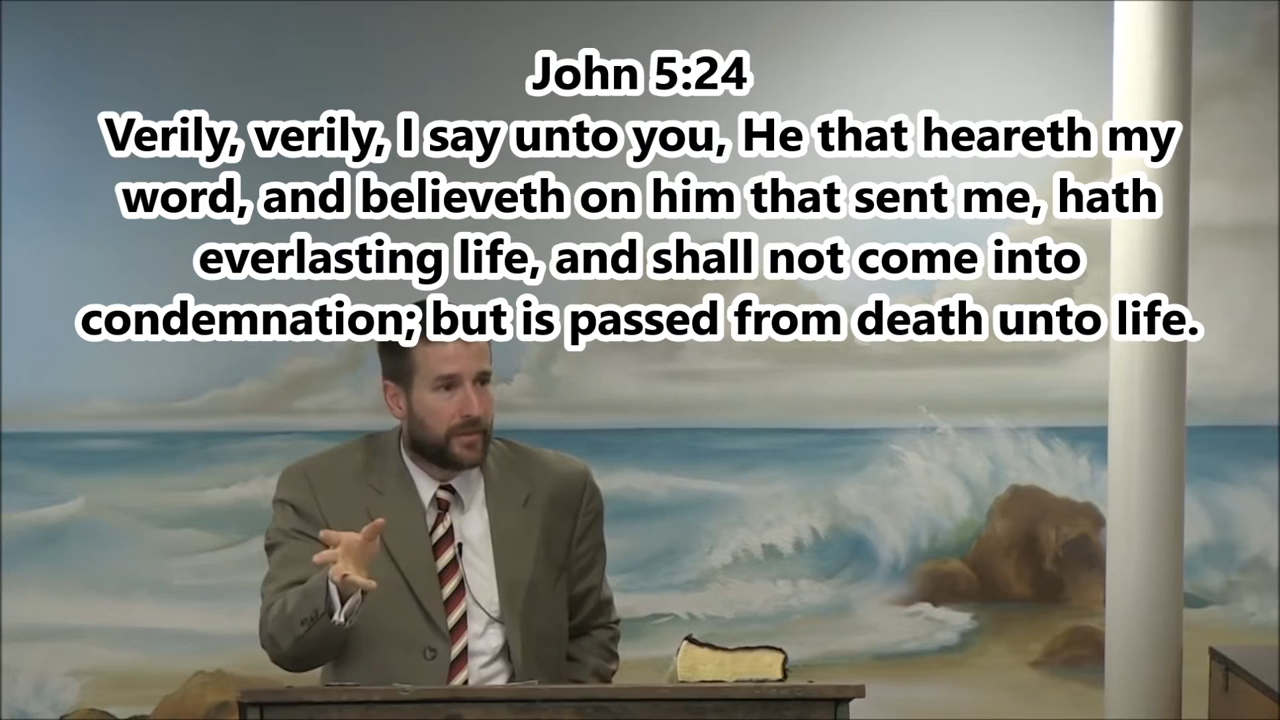 John 5:24
Verily, verily, I say unto you, He that heareth my
word, and believeth on him that sent me, hath
everlasting life, and shall not come into
condemnation; but is passed from death unto life.